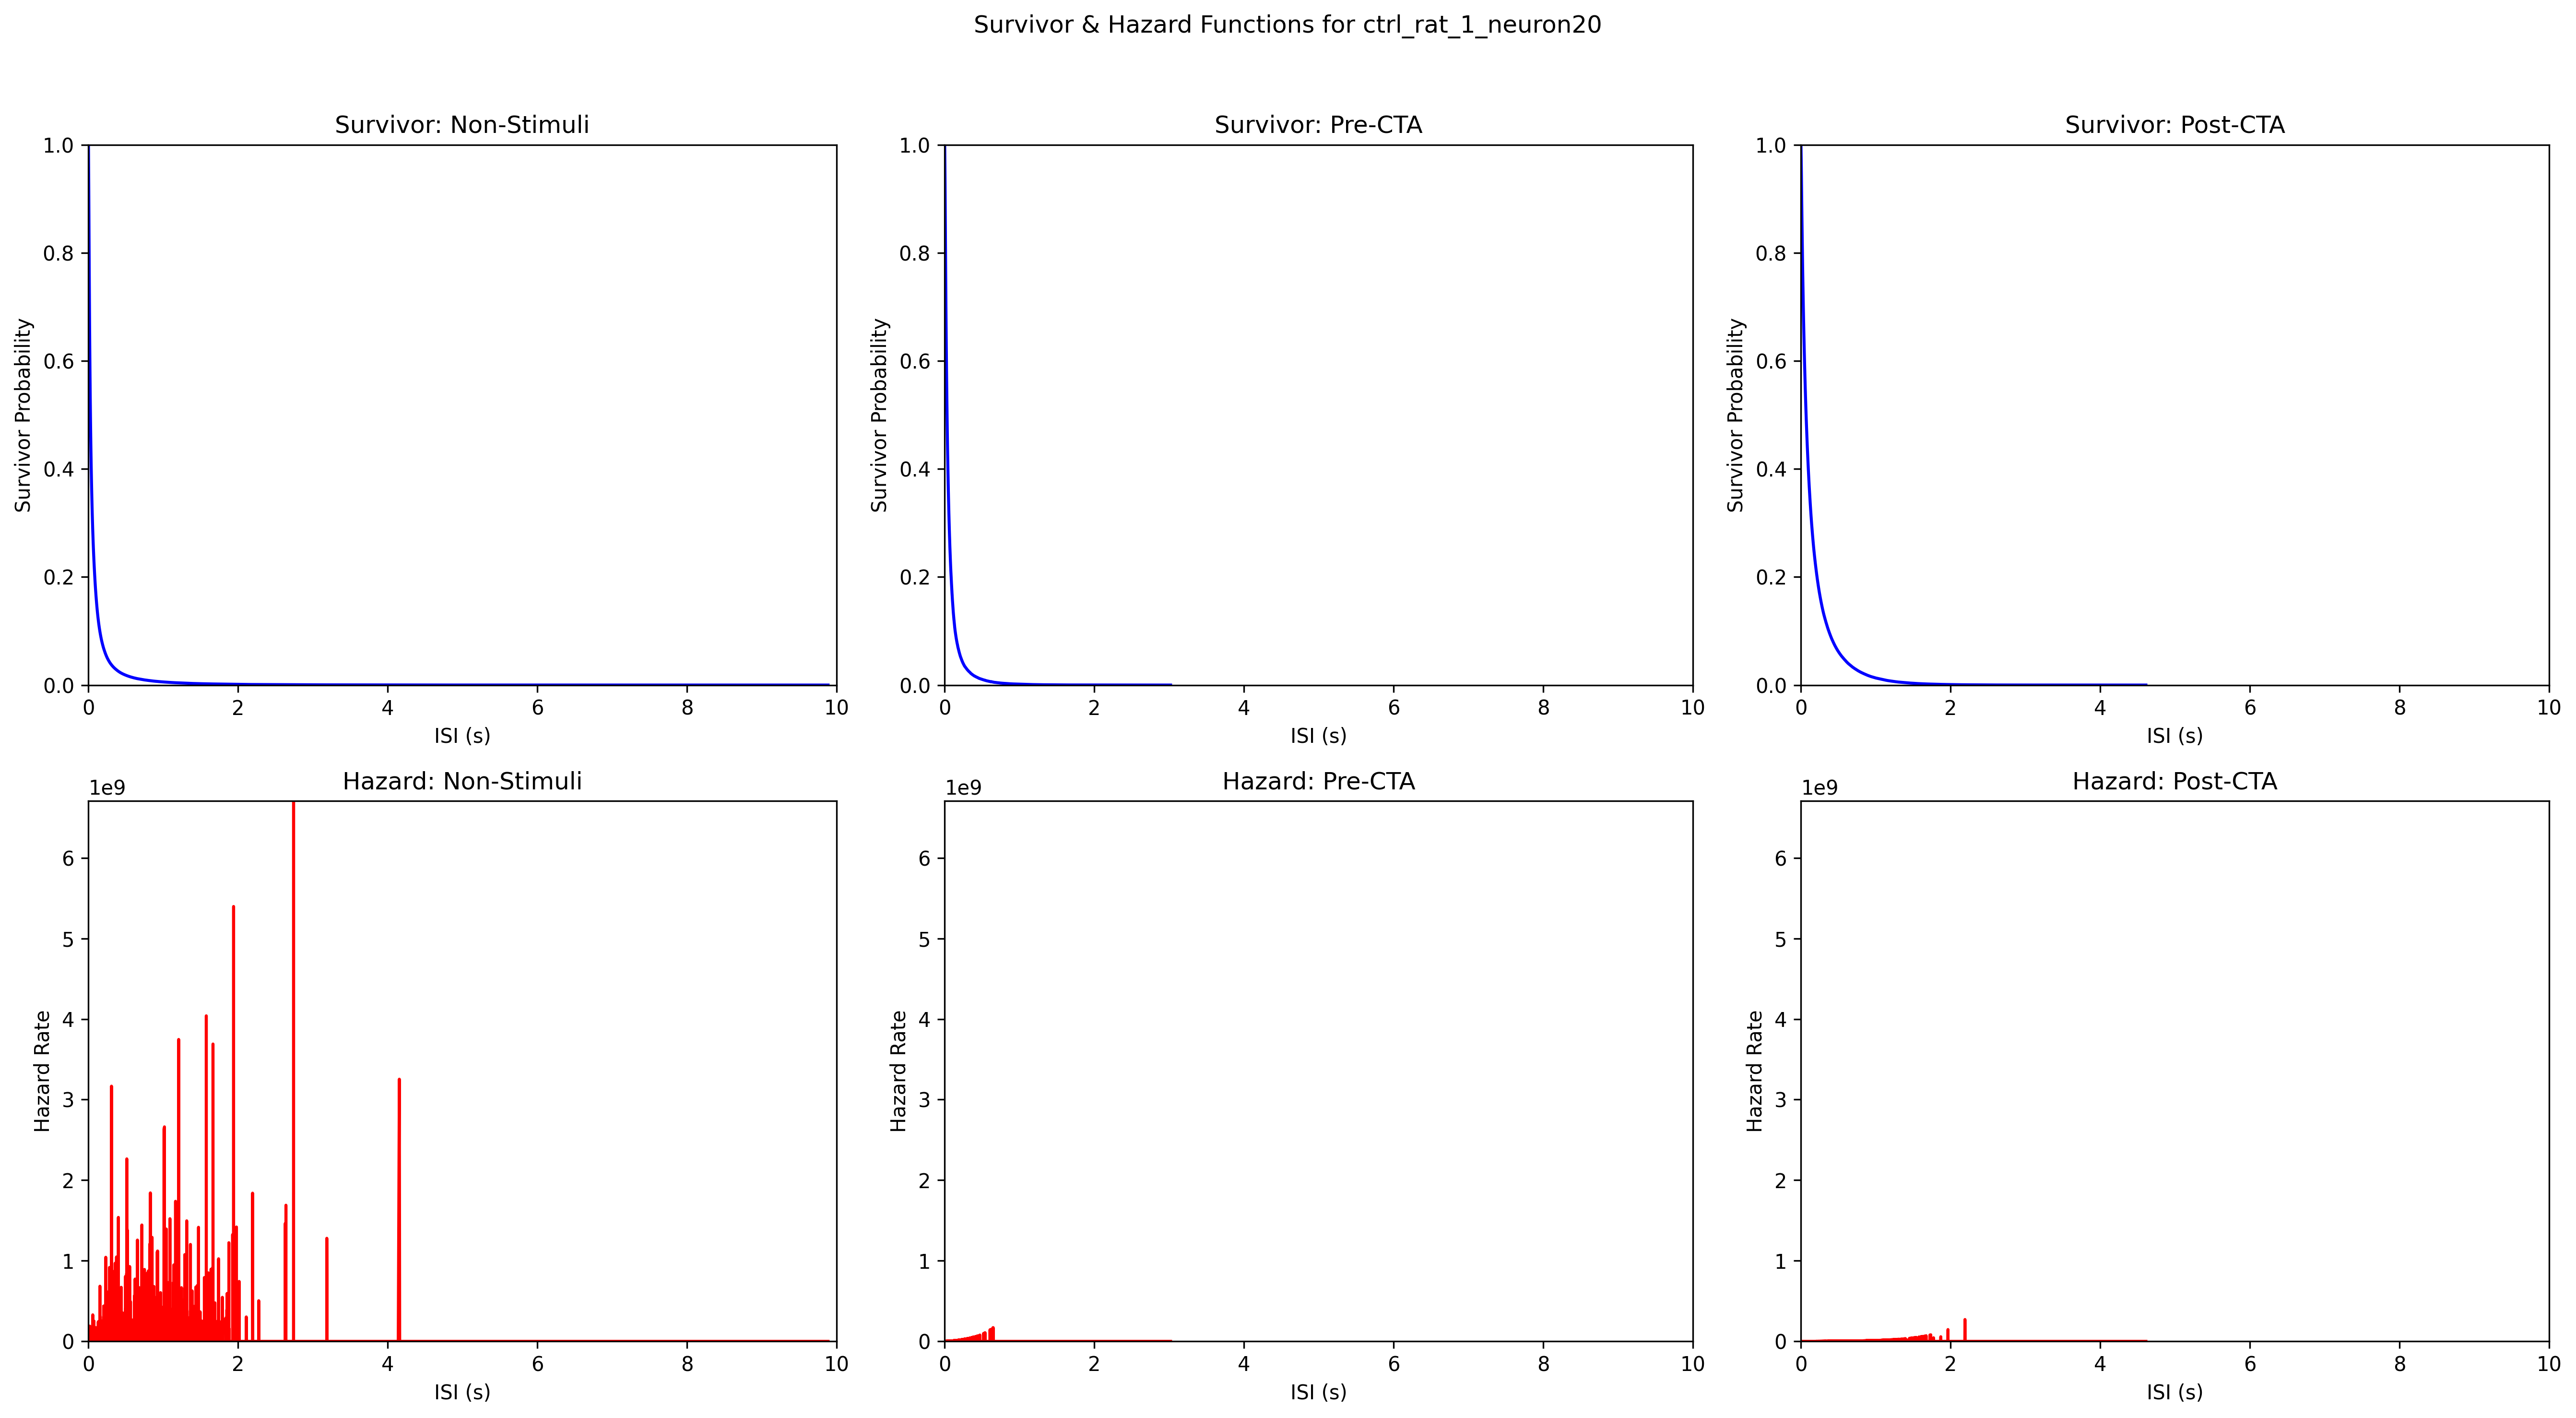 Survivor & Hazard Functions for ctrl_rat_1_neuron20
Survivor: Non-Stimuli
Survivor Probability
1.0
0.8
0.6
0.4
0.2
0.0
0 2 4 6 8 10
ISI (s)
Survivor: Pre-CTA
Survivor Probability
1.0
0.8
0.6
0.4
0.2
0.0
0 2 4 6 8 10
ISI (s)
Survivor: Post-CTA
Survivor Probability
1.0
0.8
0.6
0.4
0.2
0.0
0 2 4 6 8 10
ISI (s)
Hazard: Non-Stimuli
1e9
Hazard Rate
6
5
4
3
2
1
0
0 2 4 6 8 10
ISI (s)
Hazard: Pre-CTA
1e9
Hazard Rate
6
5
4
3
2
1
0
0 2 4 6 8 10
ISI (s)
Hazard: Post-CTA
1e9
Hazard Rate
6
5
4
3
2
1
0
0 2 4 6 8 10
ISI (s)